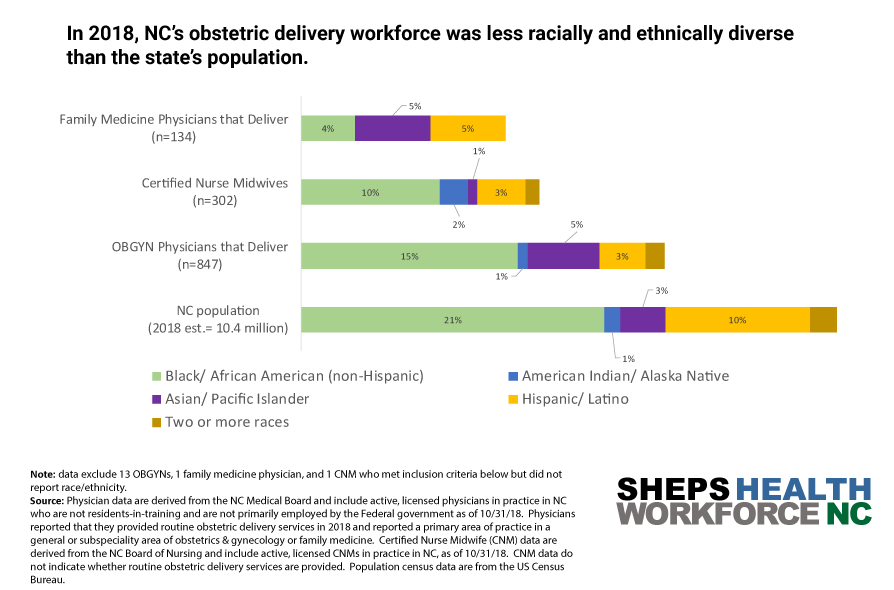 In 2018, NC's obstetric delivery workforce was less racially and ethnically diverse
than the state's population.
5%
Family Medicine Physicians that Deliver
(n=134)
4%
5%
1%
Certified Nurse Midwives
(n=302)
10%
3%
2%
5%
OBGYN Physicians that Deliver
(n=847)
15%
3%
1%
3%
NC population
(2018 est.= 10.4 million)
21%
10%
1%
Black/ African American (non-Hispanic)
American Indian/ Alaska Native
Asian/ Pacific Islander
Hispanic/ Latino
Two or more races
Note: data exclude 13 OBGYNs, 1 family medicine physician, and 1 CNM who met inclusion criteria below but did not
report race/ethnicity.
Source: Physician data are derived from the NC Medical Board and include active, licensed physicians in practice in NC
who are not residents-in-training and are not primarily employed by the Federal government as of 10/31/18. Physicians
reported that they provided routine obstetric delivery services in 2018 and reported a primary area of practice in a
general or subspeciality area of obstetrics & gynecology or family medicine. Certified Nurse Midwife (CNM) data are
derived from the NC Board of Nursing and include active, licensed CNMs in practice in NC, as of 10/31/18. CNM data do
not indicate whether routine obstetric delivery services are provided. Population census data are from the US Census
Bureau.
SHEPS HEALTH
WORKFORCE NC